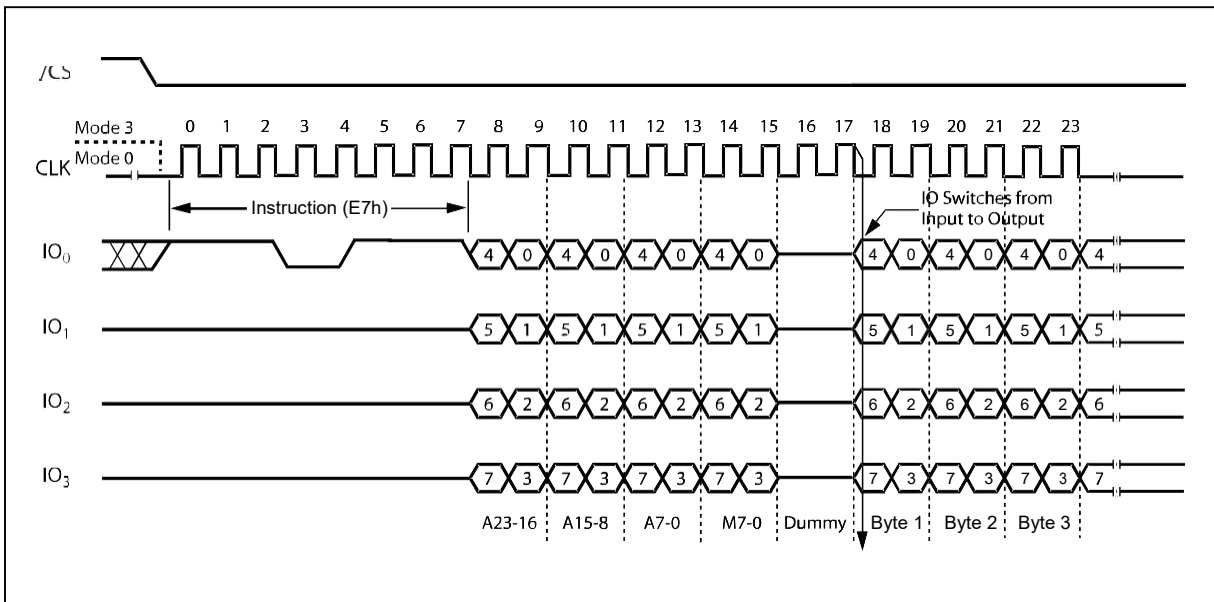 /CS
Mode 3
0 1 2 3 4 5 6 7 8 9 10 11 12 13 14 15 16 17 18 19 20 21 22 23
CLK
Mode 0
Instruction (E7h)
IO Switches from
Input to Output
IO0
4 0 4 0 4 0 4 0 4 0 4 0 4 0 4
IO1
5 1 5 1 5 1 5 1 5 1 5 1 5 1 5
IO2
6 2 6 2 6 2 6 2 6 2 6 2 6 2 6
IO3
7 3 7 3 7 3 7 3 7 3 7 3 7 3 7
A23-16 A15-8 A7-0 M7-0 Dummy Byte 1 Byte 2 Byte 3